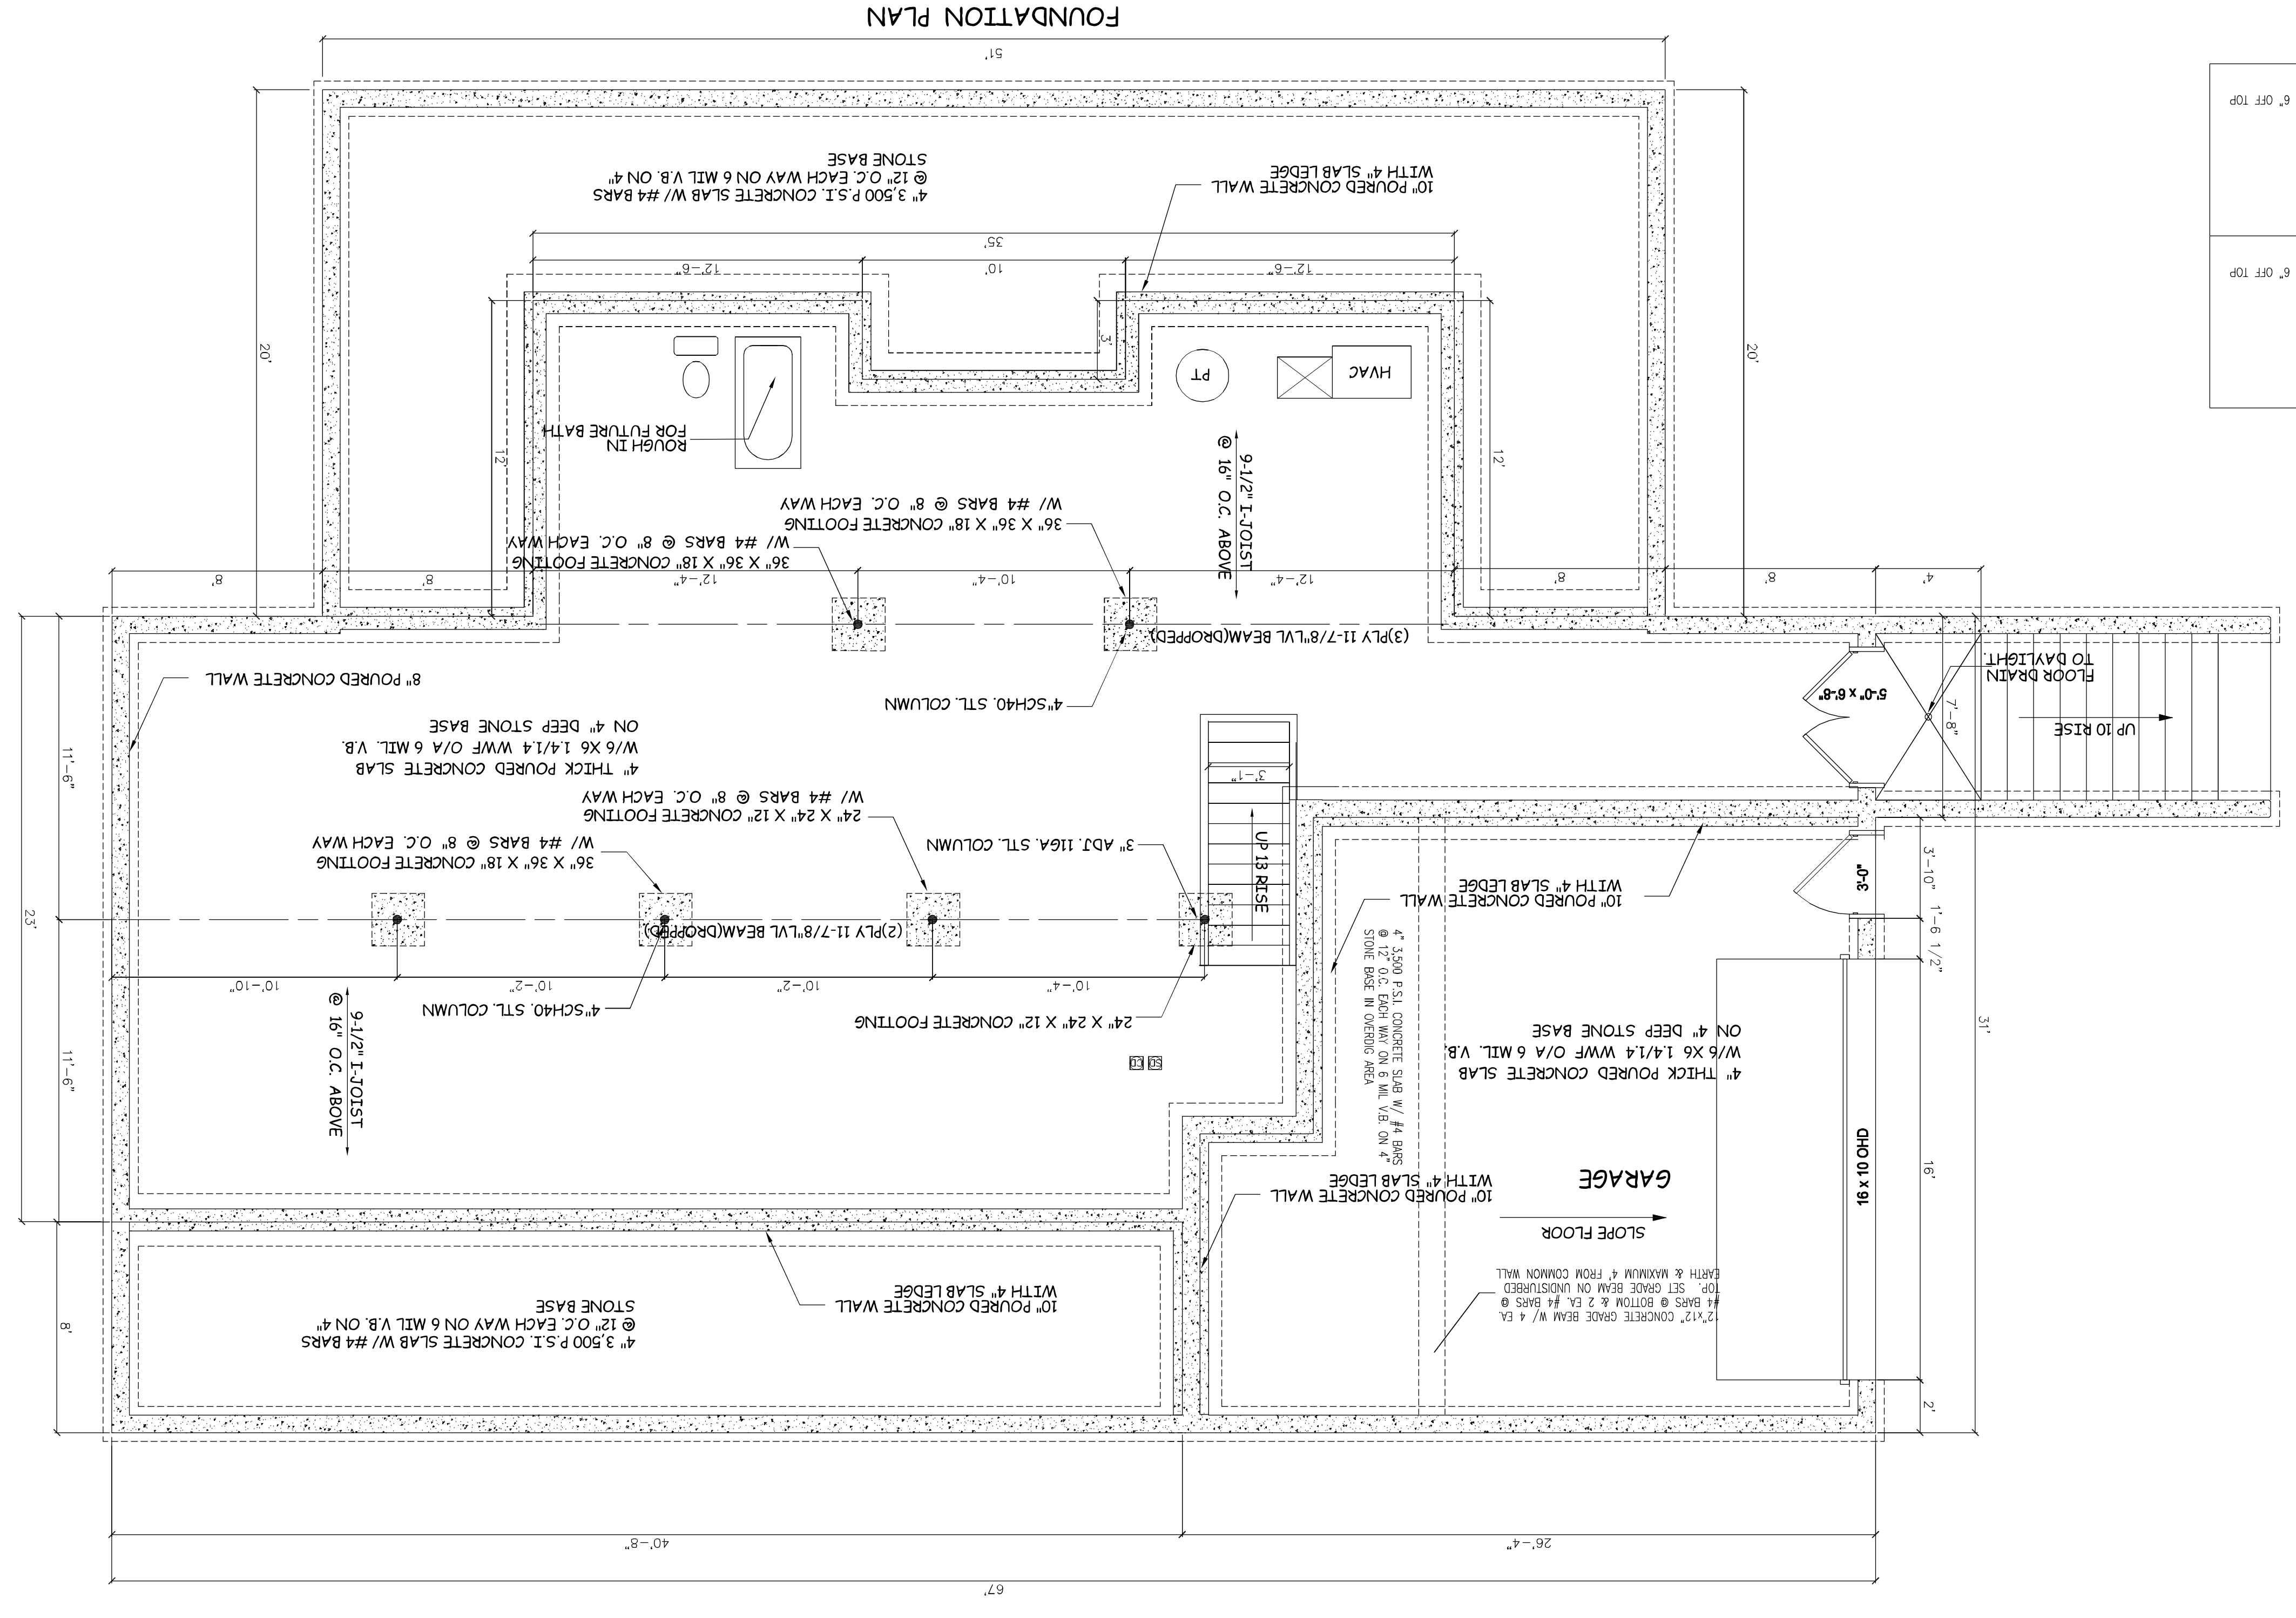 FOUNDATION PLAN
51'
6" OFF TOP
6" OFF TOP
4" 3,500 P.S.I. CONCRETE SLAB W/ #4 BARS
@ 12" O.C. EACH WAY ON 6 MIL V.B. ON 4"
STONE BASE
10" POURED CONCRETE WALL
WITH 4" SLAB LEDGE
35'
12'-6"
10'
12'-6"
20'
20'
3'
PT
HVAC
ROUGH IN
FOR FUTURE BATH
12'
12'
9-1/2" I-JOIST
@ 16" O.C. ABOVE
36" X 36" X 18" CONCRETE FOOTING
W/ #4 BARS @ 8" O.C. EACH WAY
36" X 36" X 18" CONCRETE FOOTING
W/ #4 BARS @ 8" O.C. EACH WAY
8'
8'
12'-4"
10'-4"
12'-4"
8'
8'
4'
(3)PLY 11-7/8"LVL BEAM(DROPPED)
8" POURED CONCRETE WALL
4"SCH40. STL. COLUMN
5'-0" x 6'-8"
FLOOR DRAIN
TO DAYLIGHT.
7'-8"
UP 10 RISE
4" THICK POURED CONCRETE SLAB
W/6 X6 1.4/1.4 WWF O/A 6 MIL. V.B.
ON 4" DEEP STONE BASE
11'-6"
3'-1"
24" X 24" X 12" CONCRETE FOOTING
W/ #4 BARS @ 8" O.C. EACH WAY
36" X 36" X 18" CONCRETE FOOTING
W/ #4 BARS @ 8" O.C. EACH WAY
3" ADJ. 11GA. STL. COLUMN
UP 13 RISE
10" POURED CONCRETE WALL
WITH 4" SLAB LEDGE
3'-0"
3'-10"
1'-6 1/2"
23'
(2)PLY 11-7/8"LVL BEAM(DROPPED)
10'-10"
10'-2"
10'-2"
10'-4"
4"SCH40. STL. COLUMN
24" X 24" X 12" CONCRETE FOOTING
9-1/2" I-JOIST
@ 16" O.C. ABOVE
11'-6"
CO
SD
4" 3,500 P.S.I. CONCRETE SLAB W/ #4 BARS
@ 12" O.C. EACH WAY ON 6 MIL V.B. ON 4"
STONE BASE IN OVERDIG AREA
4" THICK POURED CONCRETE SLAB
W/6 X6 1.4/1.4 WWF O/A 6 MIL. V.B.
ON 4" DEEP STONE BASE
31'
16'
16 x 10 OHD
GARAGE
10" POURED CONCRETE WALL
WITH 4" SLAB LEDGE
SLOPE FLOOR
12"x12" CONCRETE GRADE BEAM W/ 4 EA.
#4 BARS @ BOTTOM & 2 EA. #4 BARS @
TOP. SET GRADE BEAM ON UNDISTURBED
EARTH & MAXIMUM 4' FROM COMMON WALL
10" POURED CONCRETE WALL
WITH 4" SLAB LEDGE
4" 3,500 P.S.I. CONCRETE SLAB W/ #4 BARS
@ 12" O.C. EACH WAY ON 6 MIL V.B. ON 4"
STONE BASE
8'
2'
40'-8"
26'-4"
67'